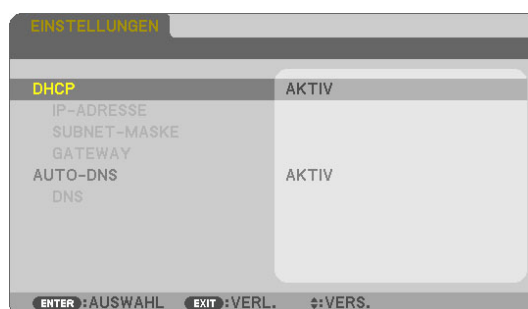 EINSTELLUNGEN
DHCP AKTIV
IP-ADRESSE
SUBNET-MASKE
GATEWAY
AUTO-DNS AKTIV
DNS
ENTER :AUSWAHL EXIT :VERL. ⬍:VERS.